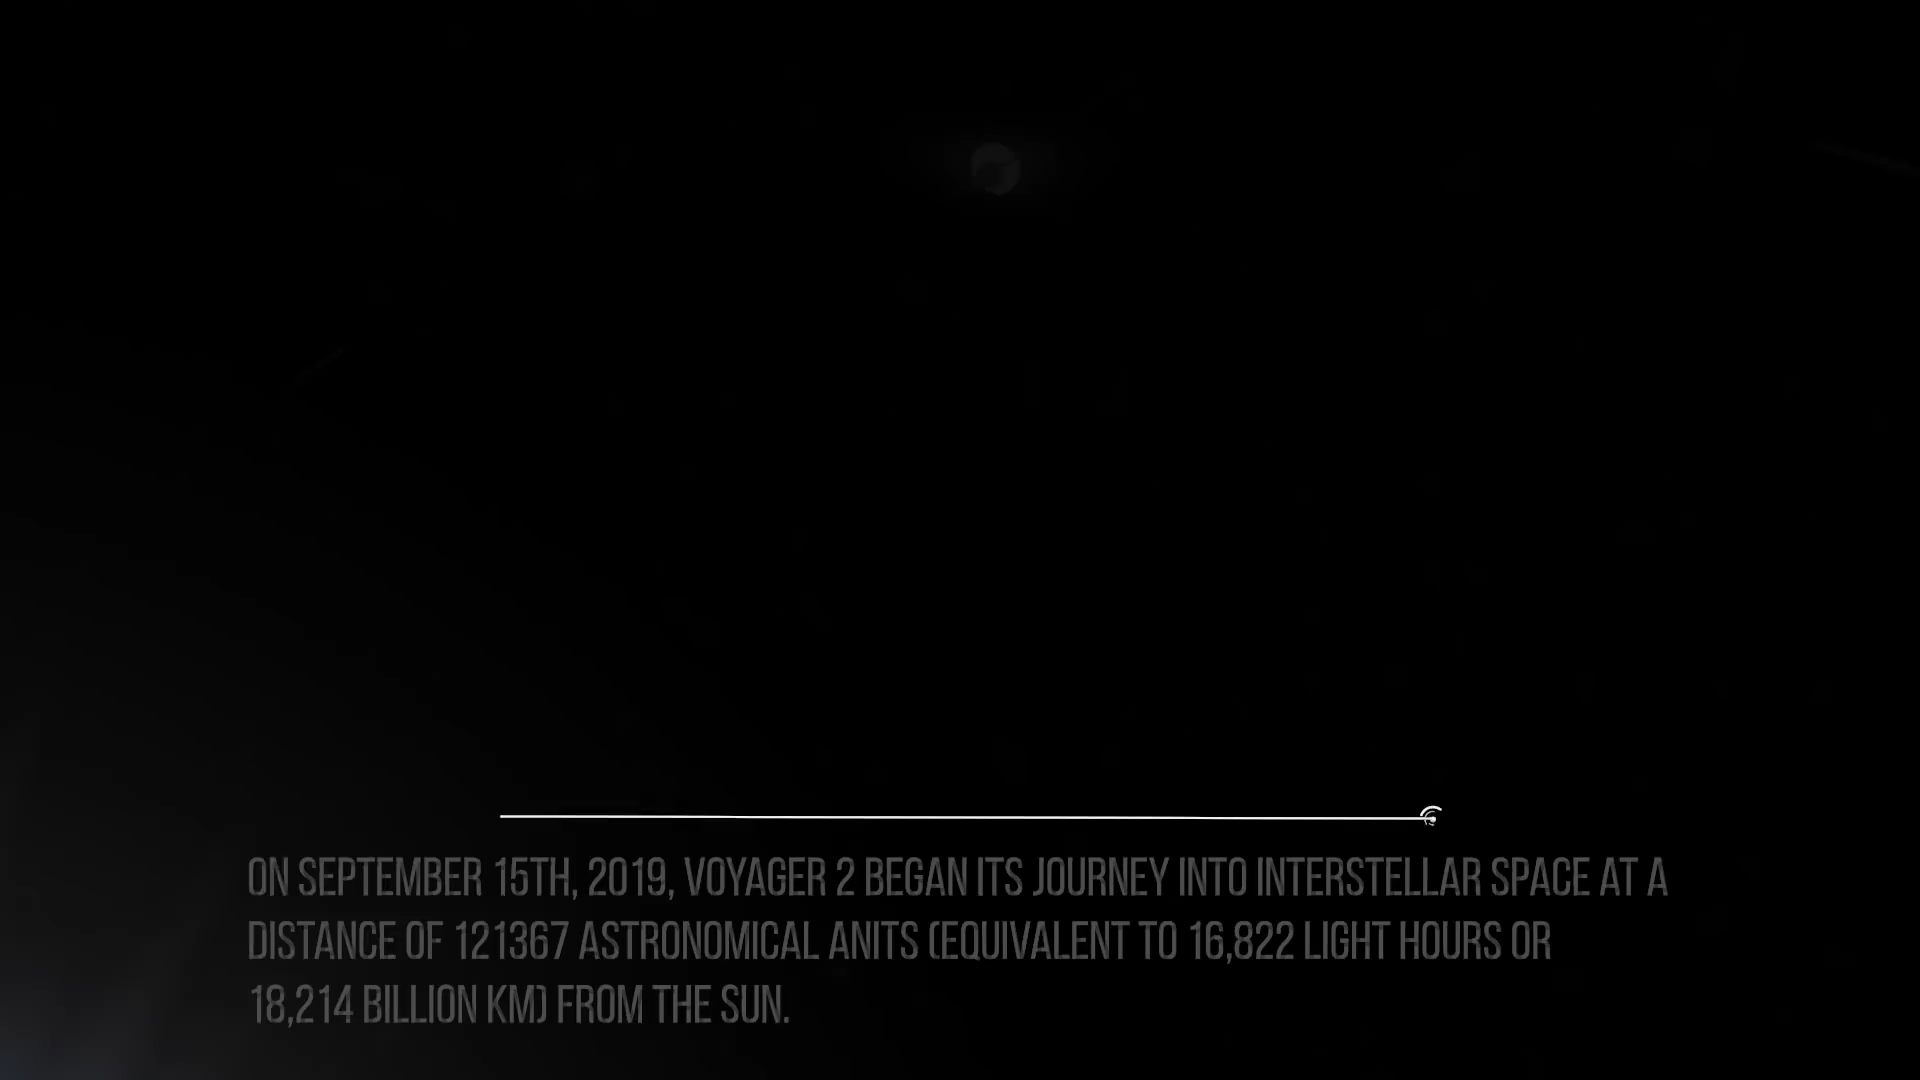 ON SEPTEMBER 15TH, 2019, VOYAGER 2 BEGAN ITS JOURNEY INTO INTERSTELLAR SPACE AT A
DISTANCE OF 121367 ASTRONOMICAL ANITS (EQUIVALENT TO 16,822 LIGHT HOURS OR
18,214 BILLION KM) FROM THE SUN.